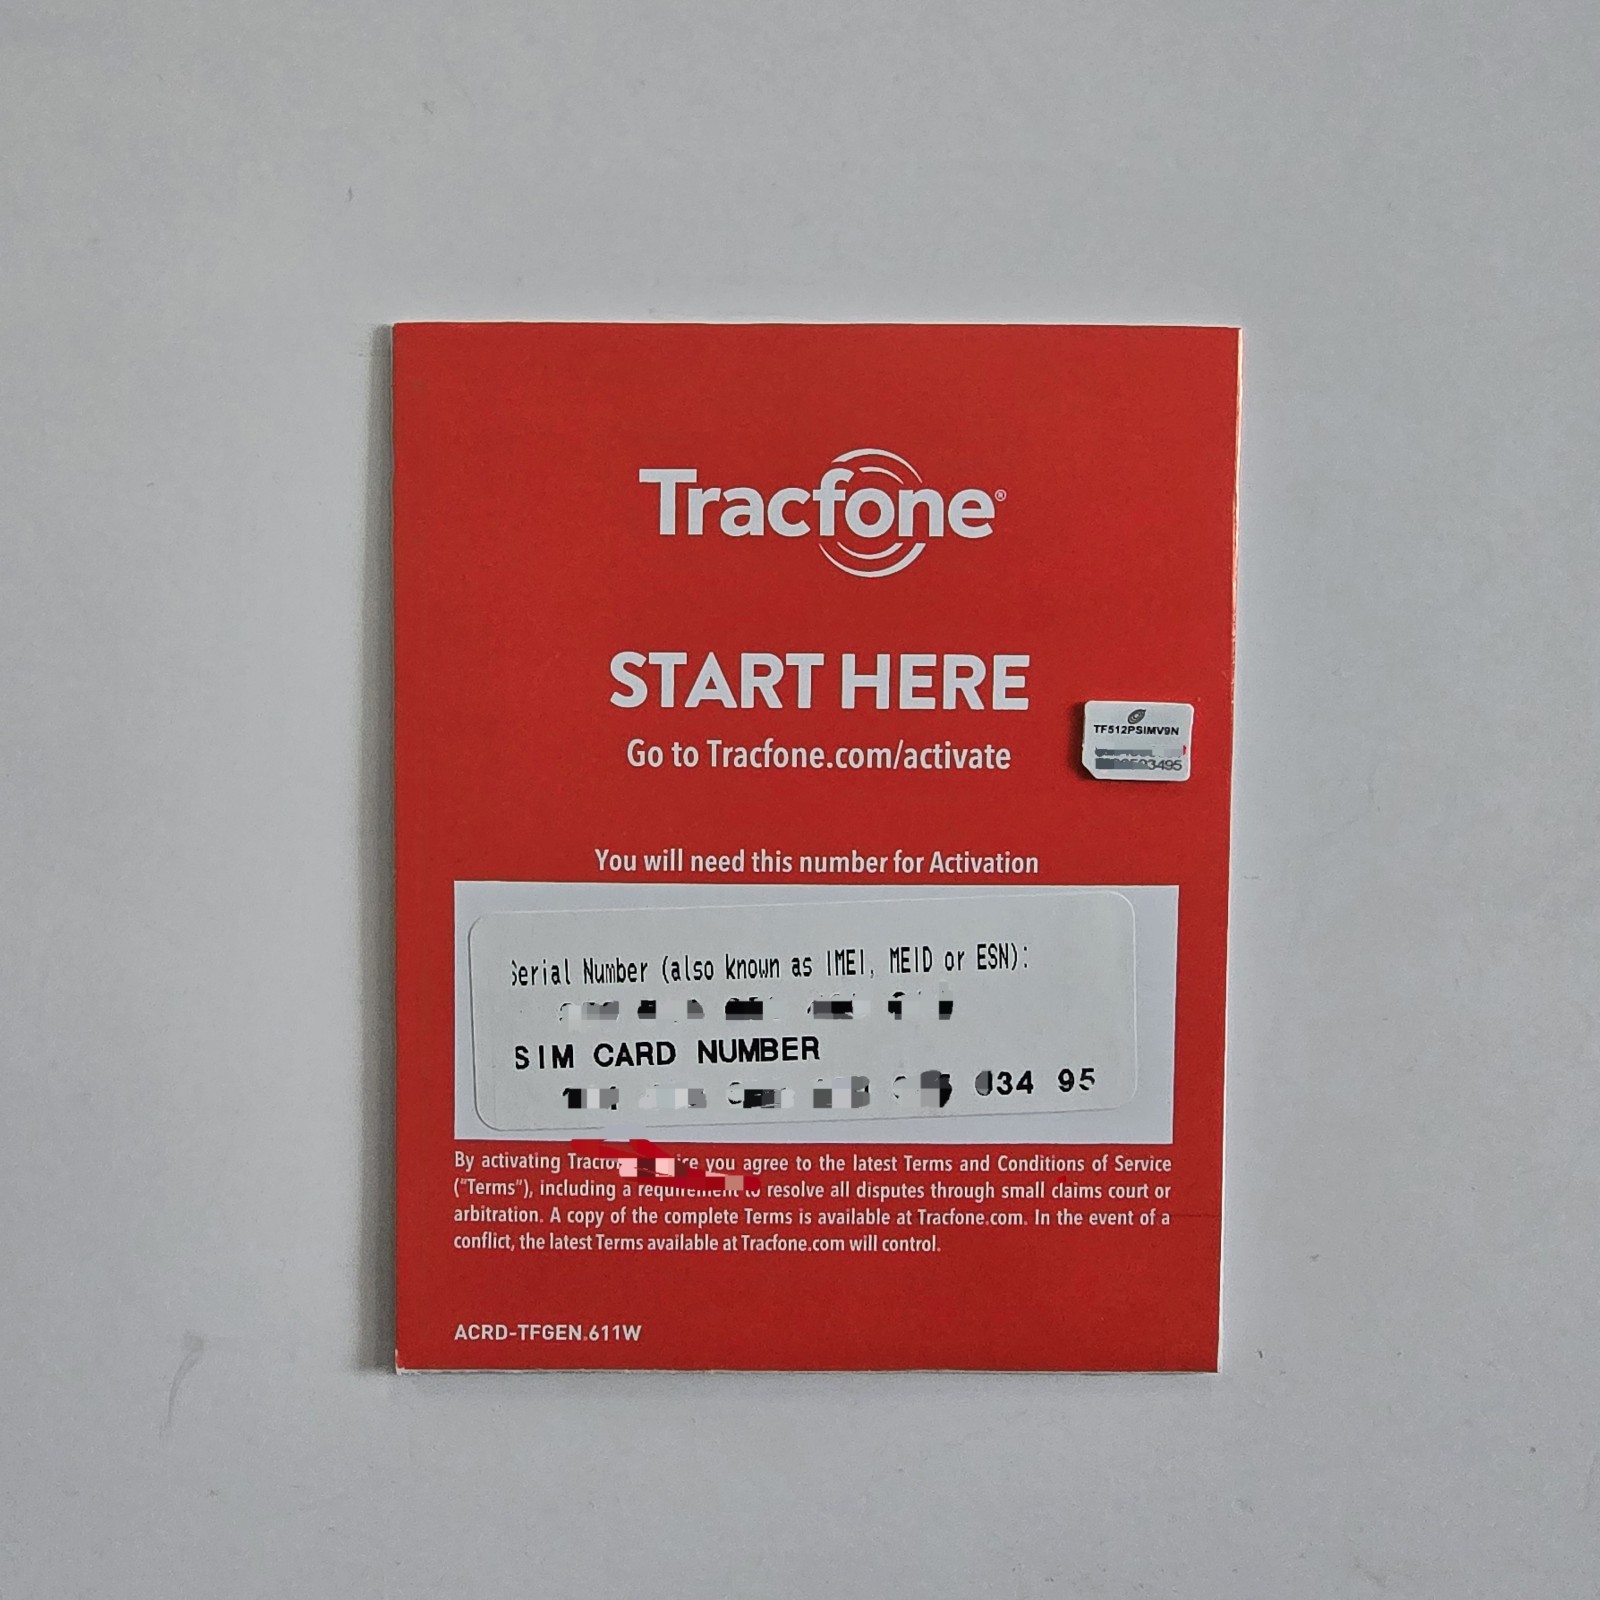 Tracfone®
START HERE
Go to Tracfone.com/activate
TF512PSIMV9N
3495
You will need this number for Activation
Serial Number (also known as IMEI, MEID or ESN):
SIM CARD NUMBER
34 95
By activating you agree to the latest Terms and Conditions of Service
("Terms"), including a requirement to resolve all disputes through small claims court or
arbitration. A copy of the complete Terms is available at Tracfone.com. In the event of a
conflict, the latest Terms available at Tracfone.com will control.
ACRD-TFGEN.611W